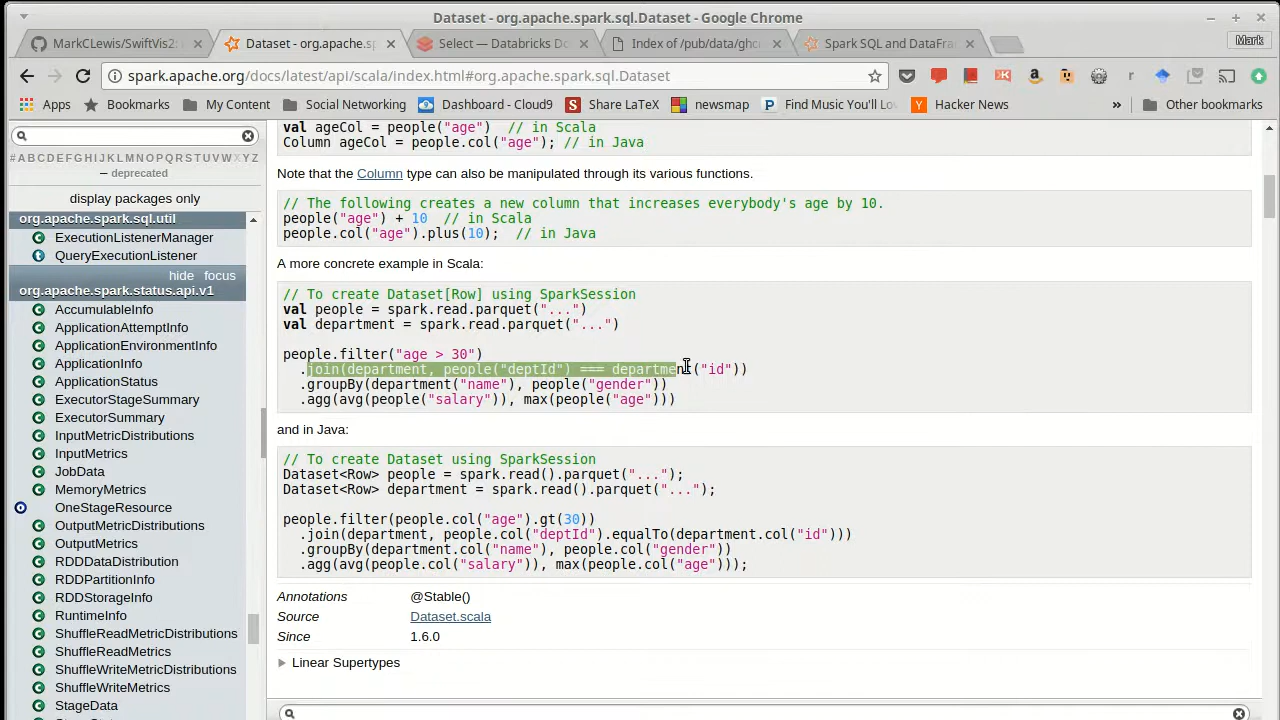 Dataset - org.apache.spark.sql.Dataset - Google Chrome
MarkCLewis/SwiftVis2:
Dataset - org.apache.sp
Select — Databricks Do
Index of /pub/data/ghc
Spark SQL and DataFra
Mark
spark.apache.org/docs/latest/api/scala/index.html#org.apache.spark.sql.Dataset
Apps
Bookmarks
My Content
Social Networking
Dashboard - Cloud9
Share LaTeX
newsmap
Find Music You'll Lo
Hacker News
»
Other bookmarks
#ABCDEFGHIJKLMNOPQRSTUVWXYZ
– deprecated
display packages only
org.apache.spark.sql.util
ExecutionListenerManager
QueryExecutionListener
hide focus
org.apache.spark.status.api.v1
AccumulableInfo
ApplicationAttemptInfo
ApplicationEnvironmentInfo
ApplicationInfo
ApplicationStatus
ExecutorStageSummary
ExecutorSummary
InputMetricDistributions
InputMetrics
JobData
MemoryMetrics
OneStageResource
OutputMetricDistributions
OutputMetrics
RDDDataDistribution
RDDPartitionInfo
RDDStorageInfo
RuntimeInfo
ShuffleReadMetricDistributions
ShuffleReadMetrics
ShuffleWriteMetricDistributions
ShuffleWriteMetrics
StageData
val ageCol = people("age")  // in Scala
Column ageCol = people.col("age"); // in Java
Note that the Column type can also be manipulated through its various functions.
// The following creates a new column that increases everybody's age by 10.
people("age") + 10  // in Scala
people.col("age").plus(10);  // in Java
A more concrete example in Scala:
// To create Dataset[Row] using SparkSession
val people = spark.read.parquet("...")
val department = spark.read.parquet("...")
people.filter("age > 30")
.join(department, people("deptId") === department("id"))
.groupBy(department("name"), people("gender"))
.agg(avg(people("salary")), max(people("age")))
and in Java:
// To create Dataset<Row> using SparkSession
Dataset<Row> people = spark.read().parquet("...");
Dataset<Row> department = spark.read().parquet("...");
people.filter(people.col("age").gt(30))
.join(department, people.col("deptId").equalTo(department.col("id")))
.groupBy(department.col("name"), people.col("gender"))
.agg(avg(people.col("salary")), max(people.col("age")));
Annotations @Stable()
Source Dataset.scala
Since 1.6.0
Linear Supertypes